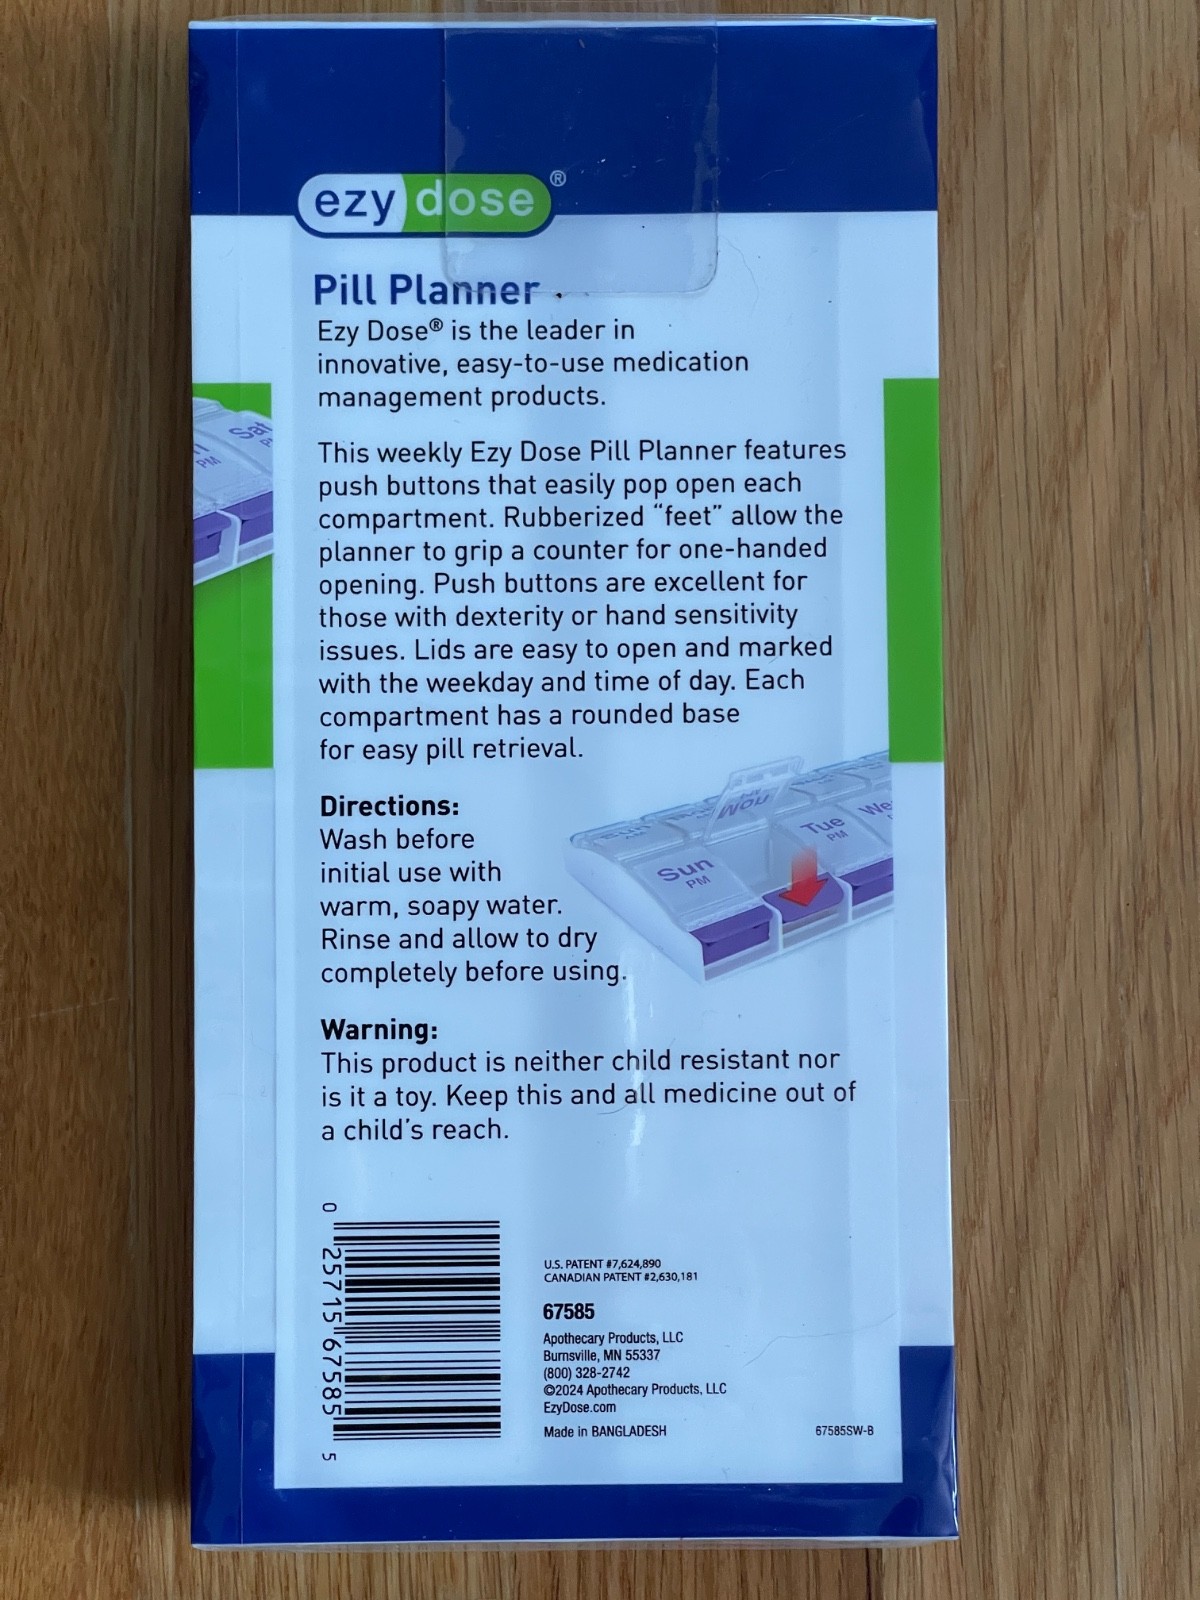 ezy dose®
Pill Planner
Ezy Dose® is the leader in
innovative, easy-to-use medication
management products.
This weekly Ezy Dose Pill Planner features
push buttons that easily pop open each
compartment. Rubberized “feet” allow the
planner to grip a counter for one-handed
opening. Push buttons are excellent for
those with dexterity or hand sensitivity
issues. Lids are easy to open and marked
with the weekday and time of day. Each
compartment has a rounded base
for easy pill retrieval.
Sat
PM
PM
Directions:
Wash before
initial use with
warm, soapy water.
Rinse and allow to dry
completely before using.
Mon
Sun
PM
Tue
PM
We
Warning:
This product is neither child resistant nor
is it a toy. Keep this and all medicine out of
a child’s reach.
0 25715 67585 5
U.S. PATENT #7,624,890
CANADIAN PATENT #2,630,181
67585
Apothecary Products, LLC
Burnsville, MN 55337
(800) 328-2742
©2024 Apothecary Products, LLC
EzyDose.com
Made in BANGLADESH
67585SW-B